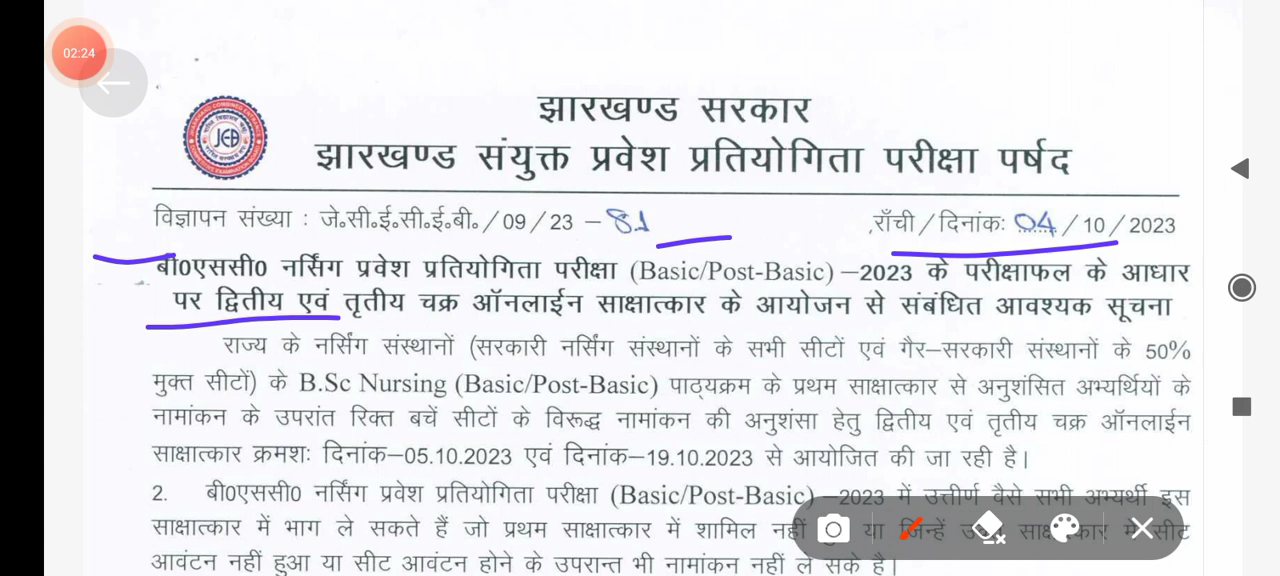 02:24
झारखण्ड सरकार
झारखण्ड संयुक्त प्रवेश प्रतियोगिता परीक्षा पर्षद
JEB
विज्ञापन संख्या : जे.सी.ई.सी.ई.बी./09/23 –81
राँची/दिनांकः 04/10/2023
बी0एससी0 नर्सिंग प्रवेश प्रतियोगिता परीक्षा (Basic/Post-Basic) –2023 के परीक्षाफल के आधार
पर द्वितीय एवं तृतीय चक्र ऑनलाईन साक्षात्कार के आयोजन से संबंधित आवश्यक सूचना
राज्य के नर्सिंग संस्थानों (सरकारी नर्सिंग संस्थानों के सभी सीटों एवं गैर–सरकारी संस्थानों के 50%
मुक्त सीटों) के B.Sc Nursing (Basic/Post-Basic) पाठ्यक्रम के प्रथम साक्षात्कार से अनुशंसित अभ्यर्थियों के
नामांकन के उपरांत रिक्त बचें सीटों के विरूद्ध नामांकन की अनुशंसा हेतु द्वितीय एवं तृतीय चक्र ऑनलाईन
साक्षात्कार क्रमशः दिनांक–05.10.2023 एवं दिनांक–19.10.2023 से आयोजित की जा रही है।
2. बी0एससी0 नर्सिंग प्रवेश प्रतियोगिता परीक्षा (Basic/Post-Basic) –2023 में उत्तीर्ण वैसे सभी अभ्यर्थी इस
साक्षात्कार में भाग ले सकते हैं जो प्रथम साक्षात्कार में शामिल नहीं या जिन्हें में सीट
आवंटन नहीं हुआ या सीट आवंटन होने के उपरान्त भी नामांकन नहीं ले सके है।